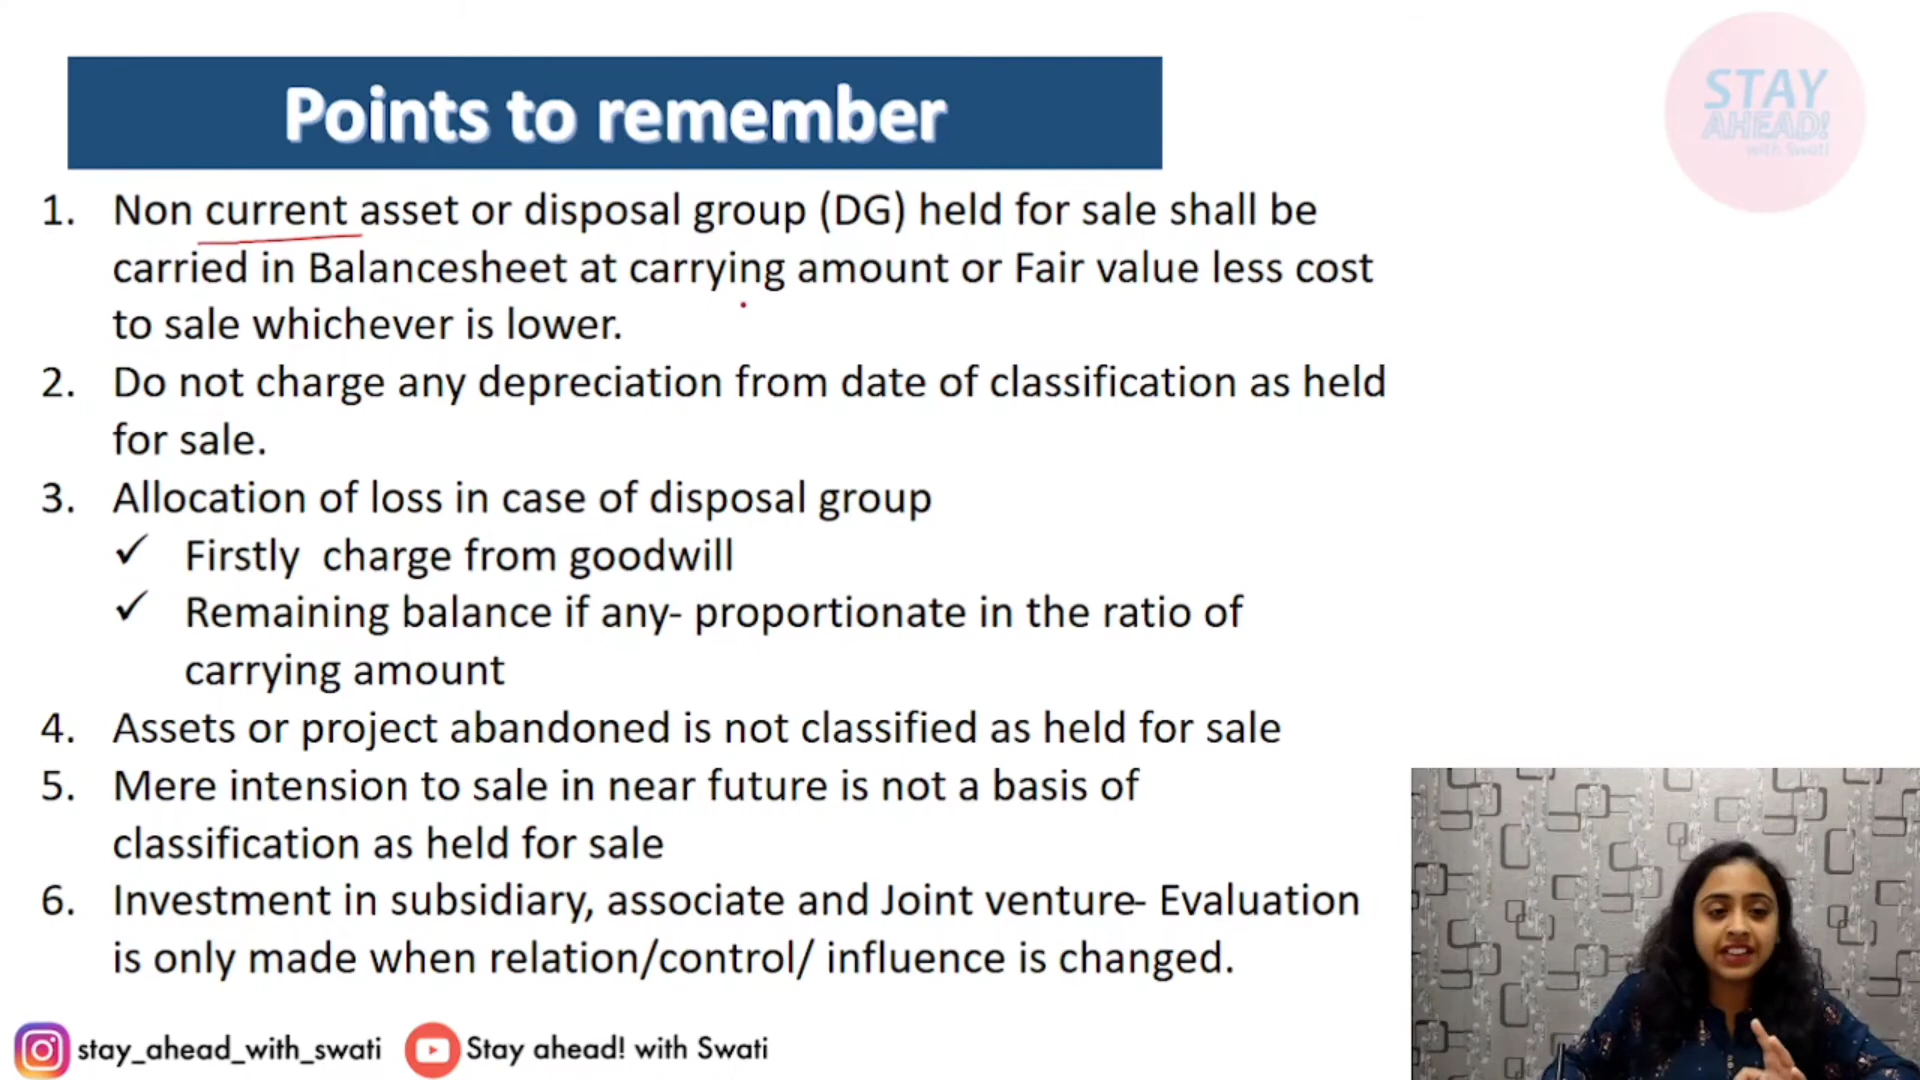 Points to remember
STAY
AHEAD!
with Swati
1. Non current asset or disposal group (DG) held for sale shall be
carried in Balancesheet at carrying amount or Fair value less cost
to sale whichever is lower.
2. Do not charge any depreciation from date of classification as held
for sale.
3. Allocation of loss in case of disposal group
✓ Firstly charge from goodwill
✓ Remaining balance if any- proportionate in the ratio of
carrying amount
4. Assets or project abandoned is not classified as held for sale
5. Mere intension to sale in near future is not a basis of
classification as held for sale
6. Investment in subsidiary, associate and Joint venture- Evaluation
is only made when relation/control/ influence is changed.
stay_ahead_with_swati Stay ahead! with Swati